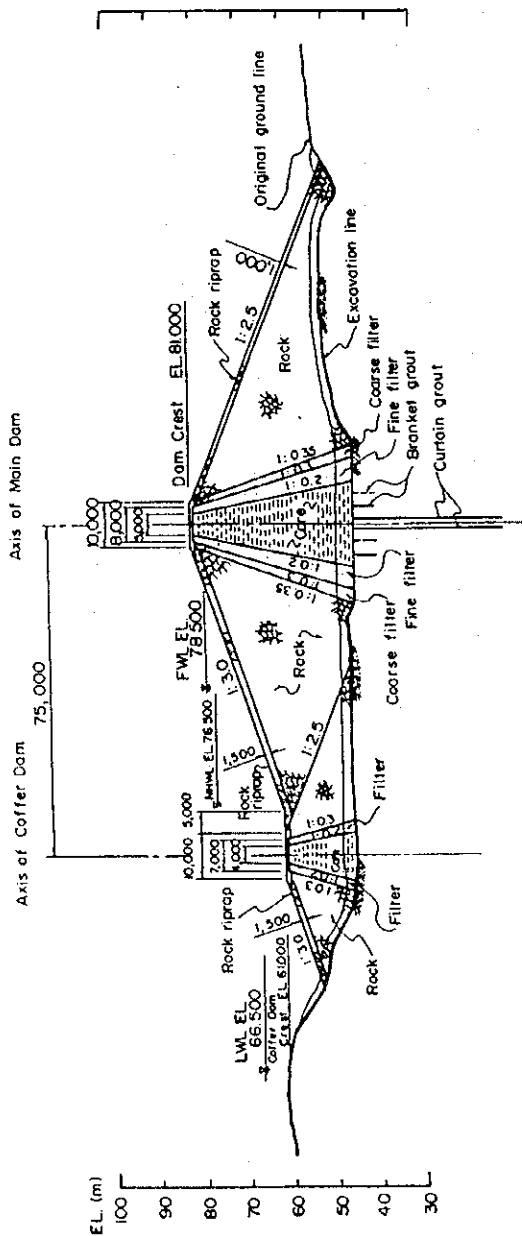 Axis of Coffer Dam
Axis of Main Dam
75,000
10,000
8,000
10,000
5,000
7,000
4,000
Dam Crest EL.81.000
FWL EL
78.500
NHWL EL 76.500
LWL EL
66.500
Coffer Dam
Crest EL 61.000
Rock riprap
1,500
1:3.0
Rock
riprap
1,500
1:3.0
Rock riprap
1:2.5
1,000
Original ground line
Excavation line
Rock
Rock
Rock
1:2.5
Core
1:0.2
1:0.35
1:0.2
1:0.35
1:0.3
1:0.3
Filter
Filter
Coarse filter
Fine filter
Coarse filter
Fine filter
Branket grout
Curtain grout
EL. (m)
100
90
80
70
60
50
40
30